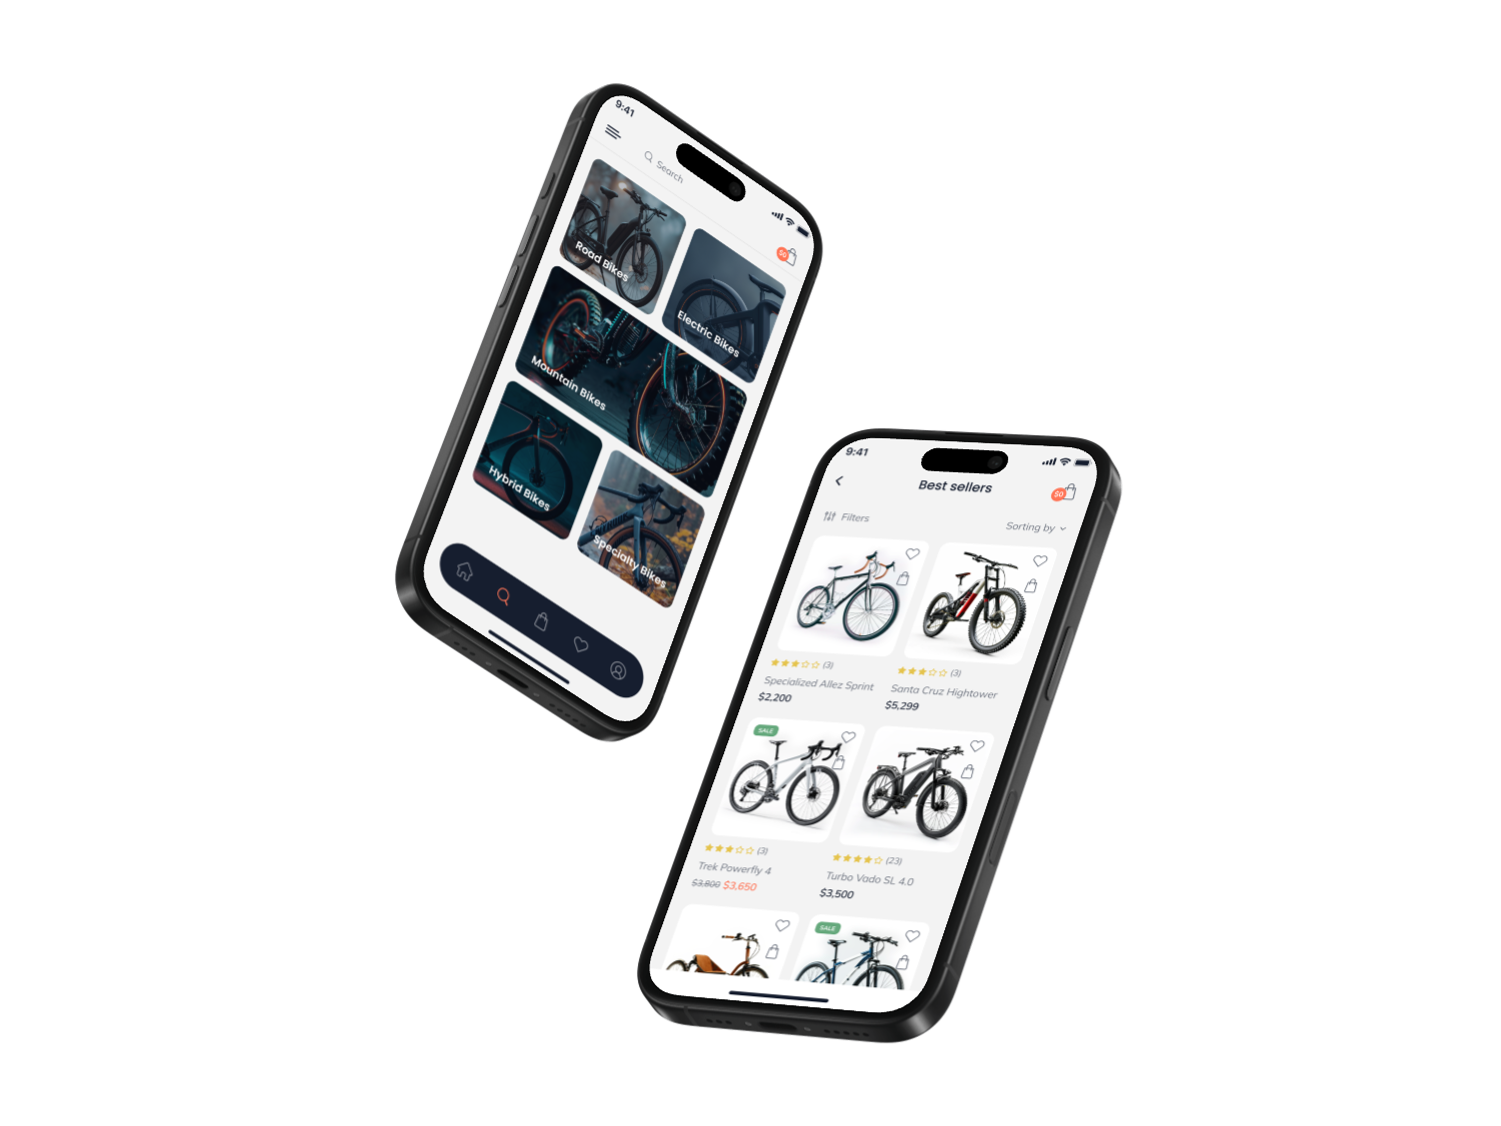 9:41
Search
$0
Road Bikes
Electric Bikes
Mountain Bikes
Hybrid Bikes
Specialty Bikes
9:41
Best sellers
$0
Filters
Sorting by
(3)
(3)
Specialized Allez Sprint
Santa Cruz Hightower
$2,200
$5,299
SALE
(3)
(23)
Trek Powerfly 4
Turbo Vado SL 4.0
$3,800 $3,650
$3,500
SALE